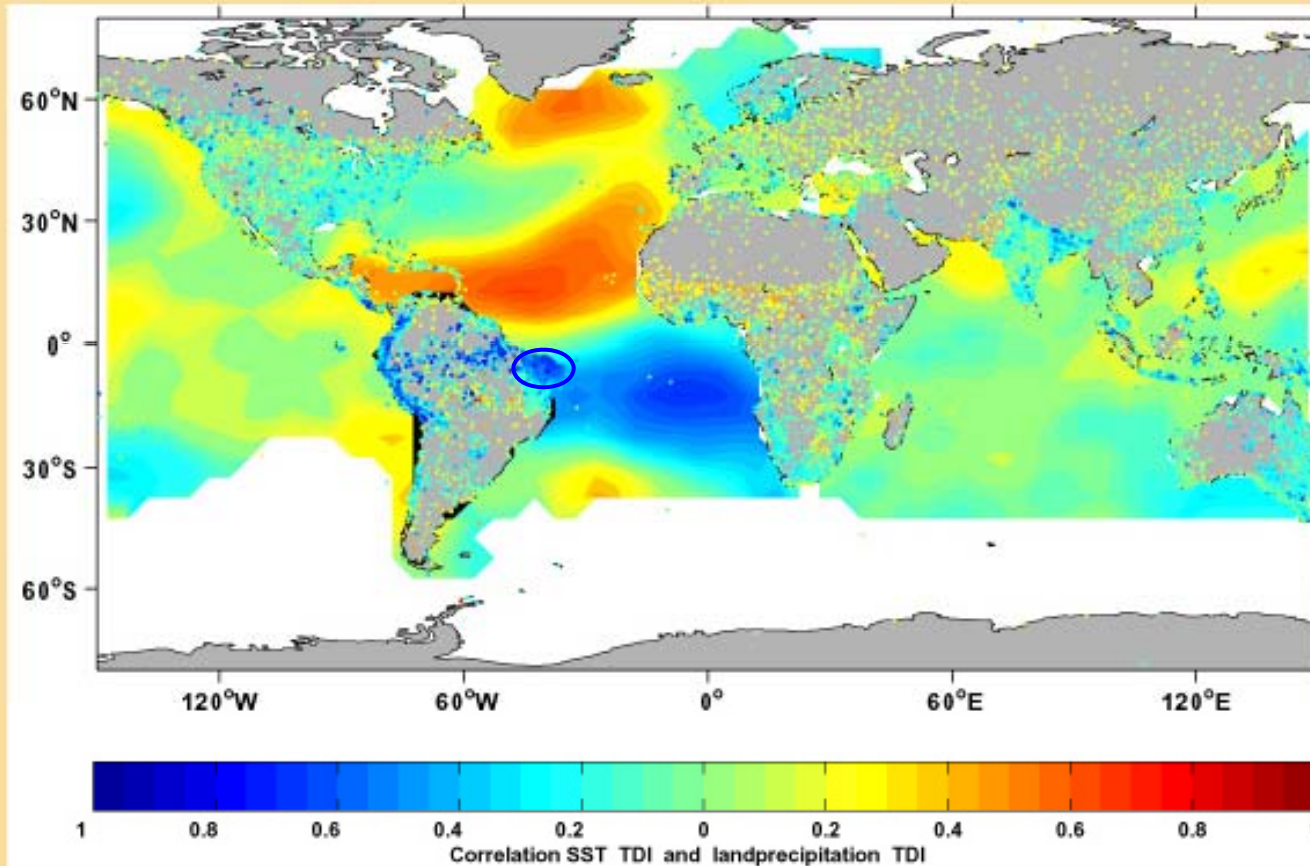 60°N
30°N
0°
30°S
60°S
120°W 60°W 0° 60°E 120°E
1 0.8 0.6 0.4 0.2 0 0.2 0.4 0.6 0.8
Correlation SST TDI and landprecipitation TDI